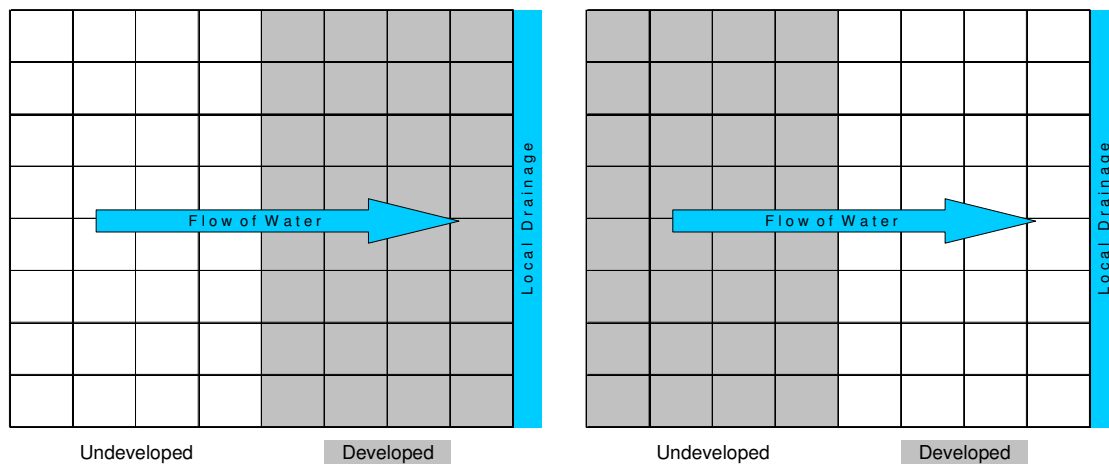 Flow of Water
Local Drainage
Undeveloped
Developed
Flow of Water
Local Drainage
Undeveloped
Developed